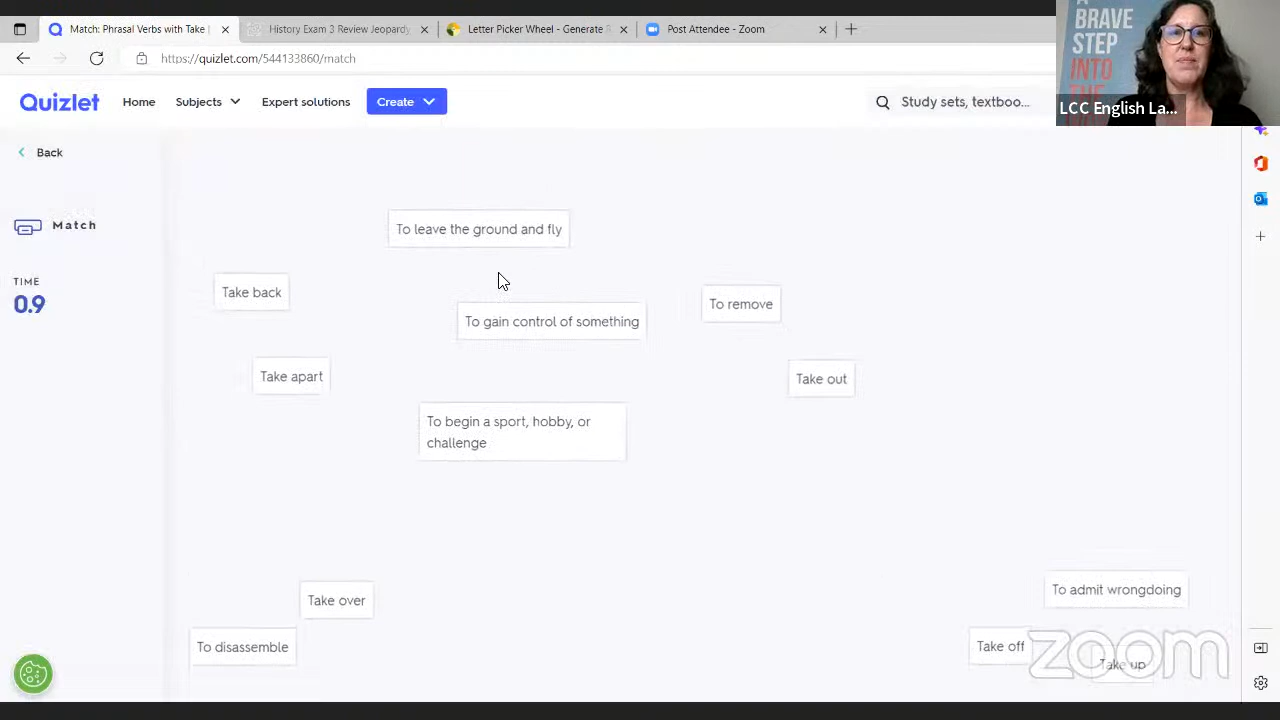 Match: Phrasal Verbs with Take |
History Exam 3 Review Jeopardy
Letter Picker Wheel - Generate R
Post Attendee - Zoom
https://quizlet.com/544133860/match
A
BRAVE
STEP
INTO
THE
LCC English La...
Quizlet
Home
Subjects
Expert solutions
Create
Study sets, textboo...
Back
Match
TIME
0.9
To leave the ground and fly
Take back
To gain control of something
To remove
Take apart
Take out
To begin a sport, hobby, or
challenge
Take over
To admit wrongdoing
To disassemble
Take off
Take up
zoom